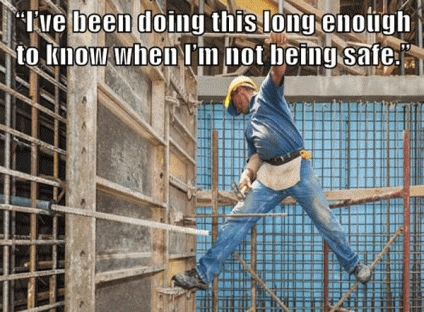 “I've been doing this long enough
to know when I'm not being safe.”